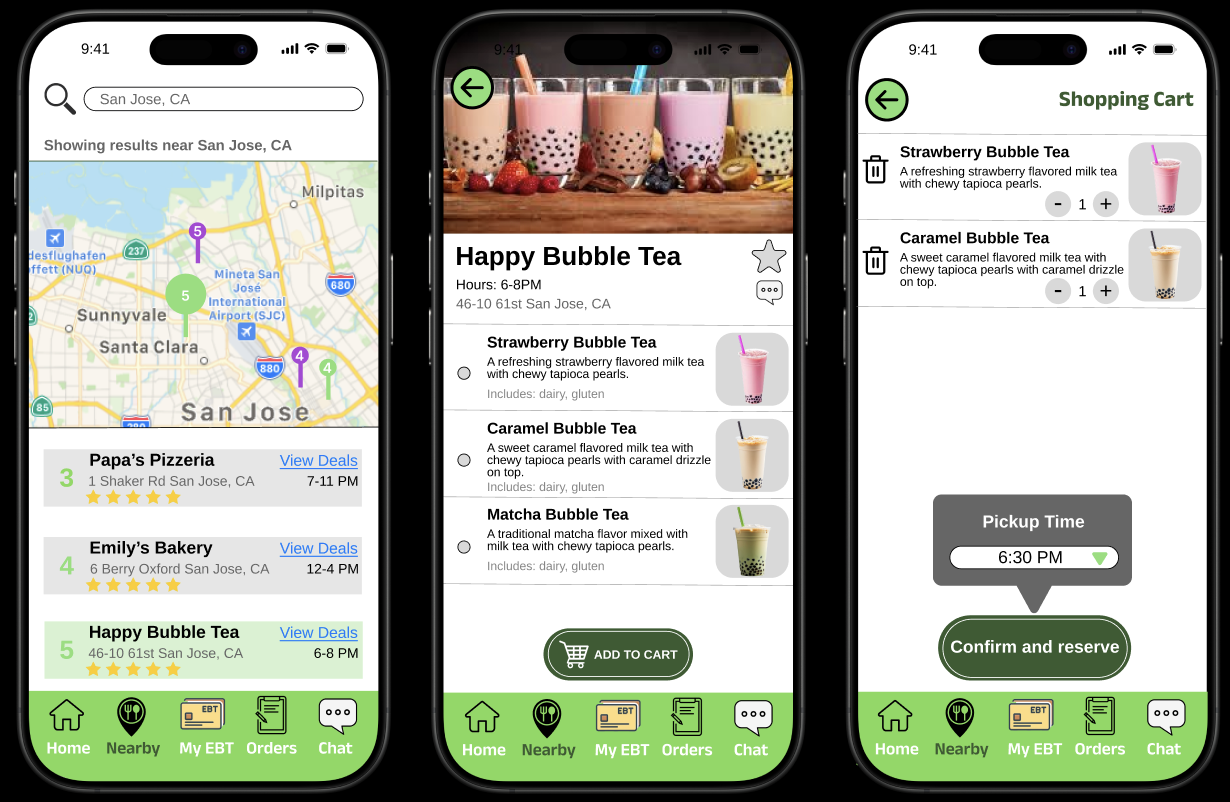 9:41
San Jose, CA
Showing results near San Jose, CA
Milpitas
5
237
desflughafen
offett (NUQ)
Mineta San
José
International
Airport (SJC)
680
5
Sunnyvale
Santa Clara
4
4
880
85
San Jose
280
3
Papa's Pizzeria
View Deals
1 Shaker Rd San Jose, CA
7-11 PM
4
Emily's Bakery
View Deals
6 Berry Oxford San Jose, CA
12-4 PM
5
Happy Bubble Tea
View Deals
46-10 61st San Jose, CA
6-8 PM
EBT
Home Nearby My EBT Orders Chat
9:41
Happy Bubble Tea
Hours: 6-8PM
46-10 61st San Jose, CA
Strawberry Bubble Tea
A refreshing strawberry flavored milk tea
with chewy tapioca pearls.
Includes: dairy, gluten
Caramel Bubble Tea
A sweet caramel flavored milk tea with
chewy tapioca pearls with caramel drizzle
on top.
Includes: dairy, gluten
Matcha Bubble Tea
A traditional matcha flavor mixed with
milk tea with chewy tapioca pearls.
Includes: dairy, gluten
ADD TO CART
EBT
Home Nearby My EBT Orders Chat
9:41
Shopping Cart
Strawberry Bubble Tea
A refreshing strawberry flavored milk tea
with chewy tapioca pearls.
- 1 +
Caramel Bubble Tea
A sweet caramel flavored milk tea with
chewy tapioca pearls with caramel drizzle
on top.
- 1 +
Pickup Time
6:30 PM
Confirm and reserve
EBT
Home Nearby My EBT Orders Chat